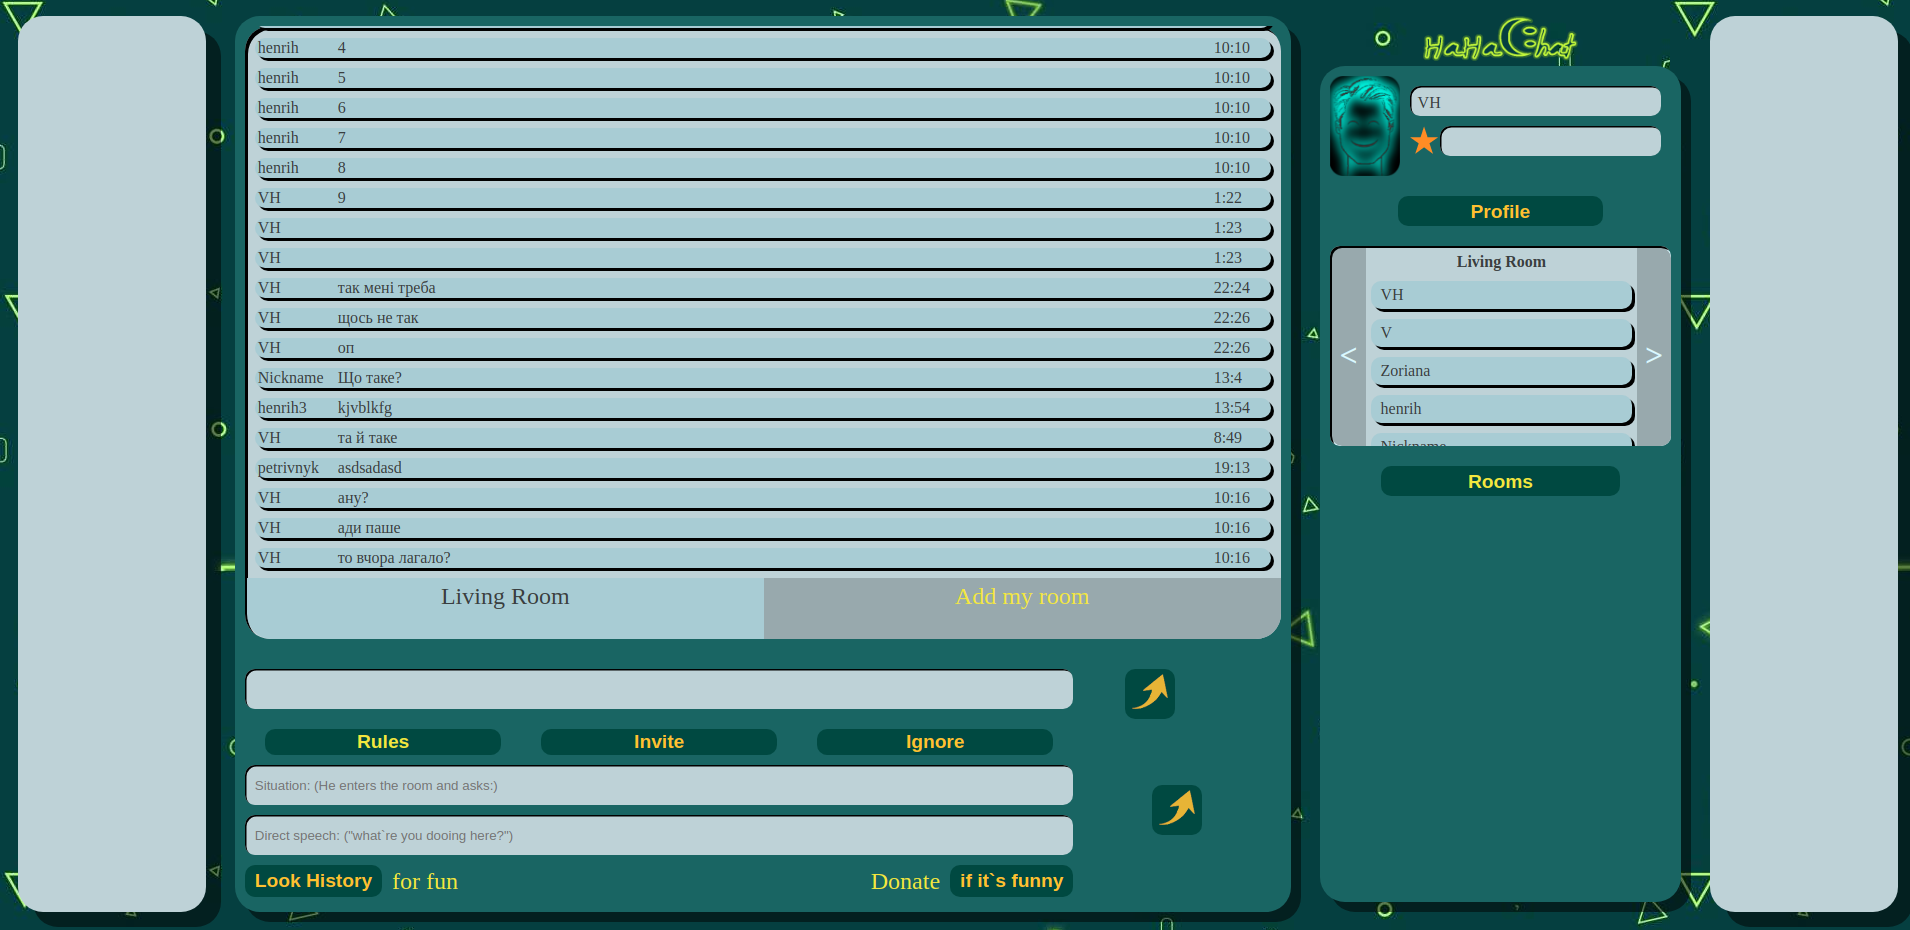 henrih 4 10:10
henrih 5 10:10
henrih 6 10:10
henrih 7 10:10
henrih 8 10:10
VH 9 1:22
VH 1:23
VH 1:23
VH так мені треба 22:24
VH щось не так 22:26
VH оп 22:26
Nickname Що таке? 13:4
henrih3 kjvblkfg 13:54
VH та й таке 8:49
petrivnyk asdsadasd 19:13
VH ану? 10:16
VH ади паше 10:16
VH то вчора лагало? 10:16
Living Room Add my room
Rules Invite Ignore
Situation: (He enters the room and asks:)
Direct speech: ("what`re you dooing here?")
Look History for fun Donate if it`s funny
HaHaChat
VH
Profile
Living Room
VH
V
Zoriana
< >
henrih
Nickname
Rooms